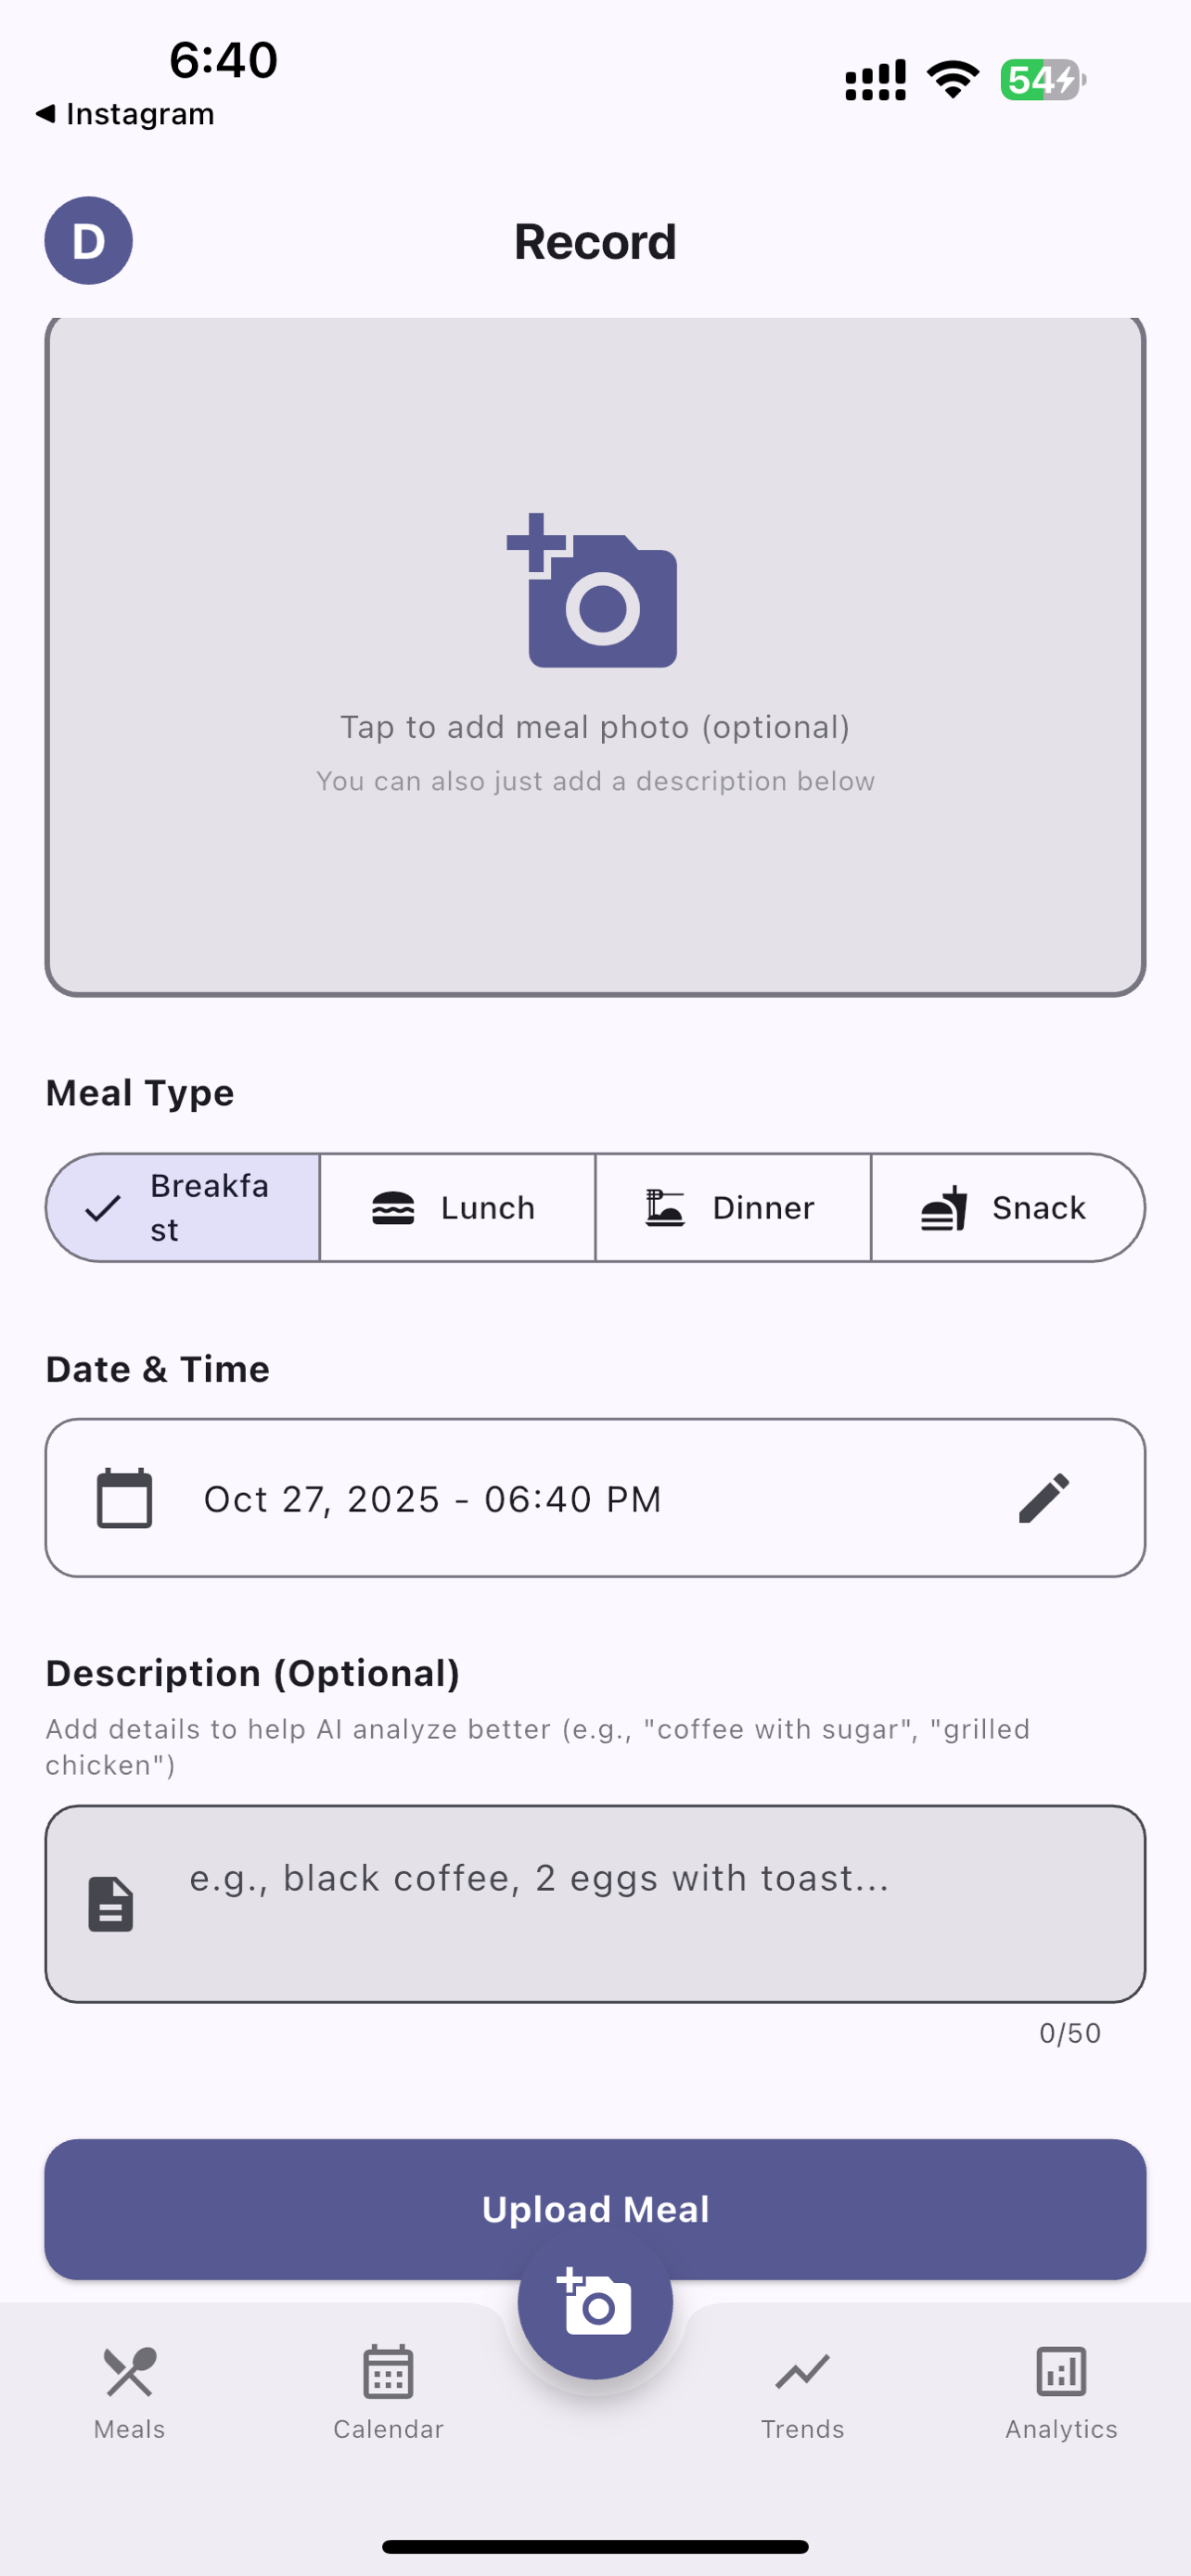 6:40
54
◀ Instagram
D
Record
Tap to add meal photo (optional)
You can also just add a description below
Meal Type
Breakfa
st
Lunch
Dinner
Snack
Date & Time
Oct 27, 2025 - 06:40 PM
Description (Optional)
Add details to help AI analyze better (e.g., "coffee with sugar", "grilled
chicken")
e.g., black coffee, 2 eggs with toast...
0/50
Upload Meal
Meals
Calendar
Trends
Analytics